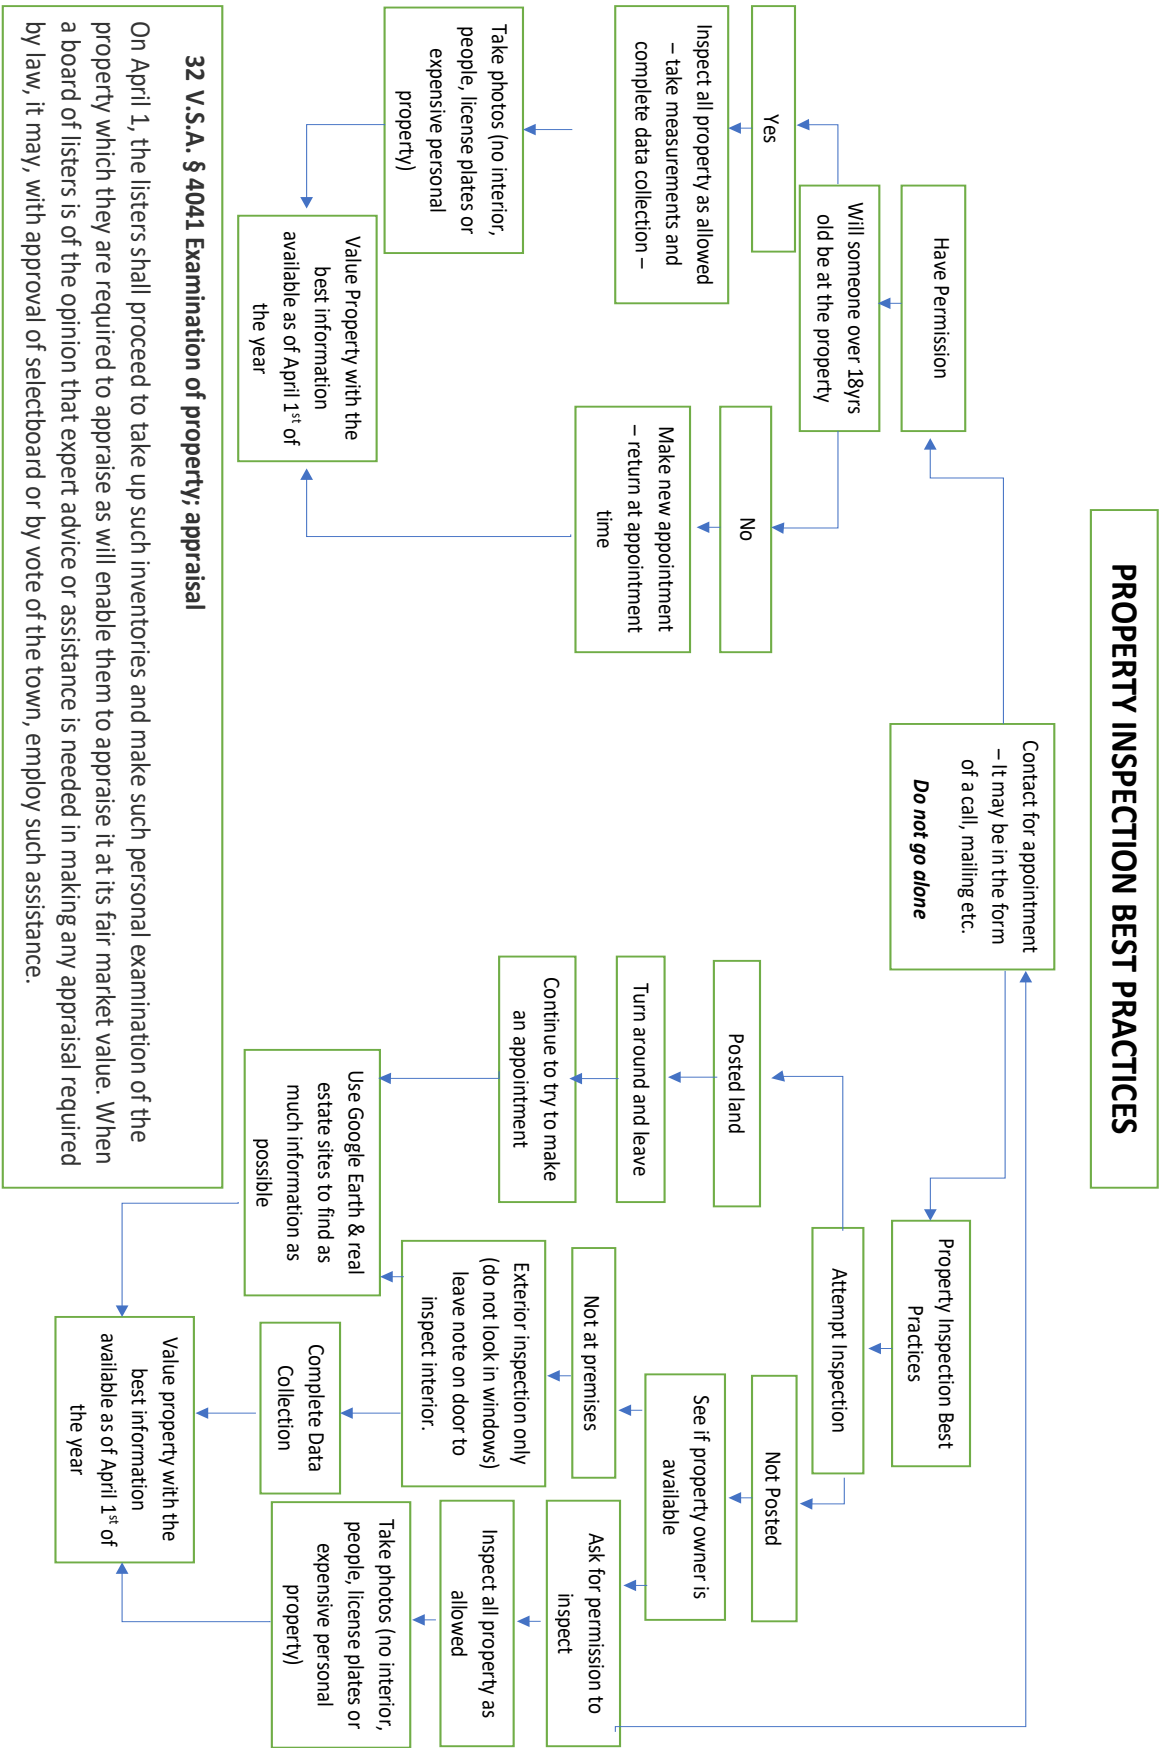 PROPERTY INSPECTION BEST PRACTICES
Contact for appointment
– It may be in the form
of a call, mailing etc.
Do not go alone
Have Permission
Will someone over 18yrs
old be at the property
Yes
Inspect all property as allowed
– take measurements and
complete data collection –
Take photos (no interior,
people, license plates or
expensive personal
property)
Value Property with the
best information
available as of April 1st of
the year
No
Make new appointment
– return at appointment
time
Property Inspection Best
Practices
Attempt Inspection
Posted land
Turn around and leave
Continue to try to make
an appointment
Use Google Earth & real
estate sites to find as
much information as
possible
Not Posted
See if property owner is
available
Not at premises
Exterior inspection only
(do not look in windows)
leave note on door to
inspect interior.
Complete Data
Collection
Ask for permission to
inspect
Inspect all property as
allowed
Take photos (no interior,
people, license plates or
expensive personal
property)
Value property with the
best information
available as of April 1st of
the year
32 V.S.A. § 4041 Examination of property; appraisal
On April 1, the listers shall proceed to take up such inventories and make such personal examination of the
property which they are required to appraise as will enable them to appraise it at its fair market value. When
a board of listers is of the opinion that expert advice or assistance is needed in making any appraisal required
by law, it may, with approval of selectboard or by vote of the town, employ such assistance.